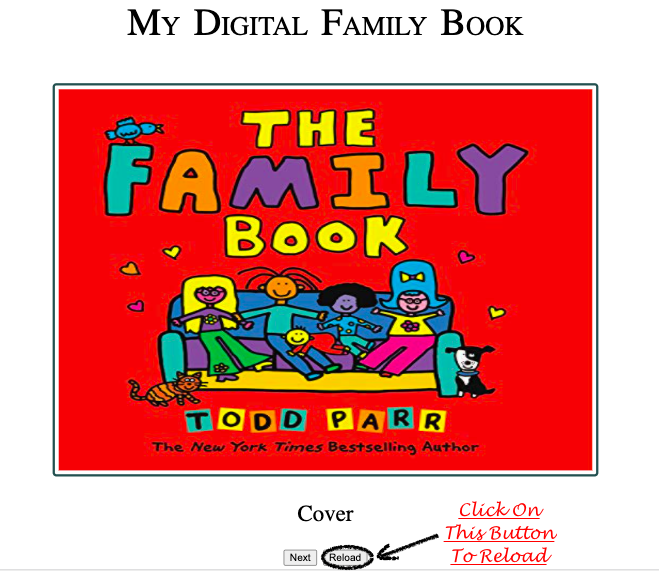 My Digital Family Book
THE
FAMILY
BOOK
TODD PARR
The New York Times Bestselling Author
Cover
Click On
This Button
To Reload
Next Reload